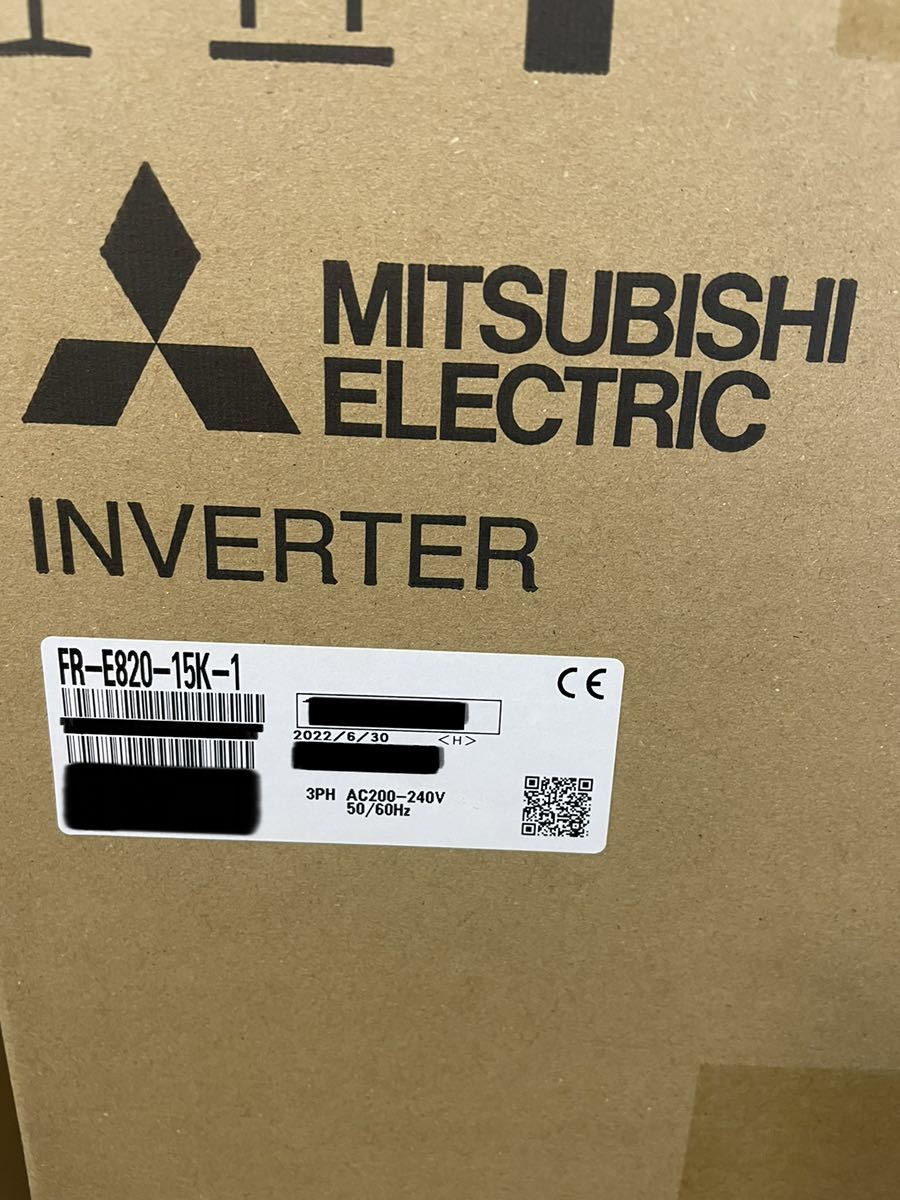 MITSUBISHI
ELECTRIC
INVERTER
FR-E820-15K-1
CE
2022/6/30 <H>
3PH AC200-240V
50/60Hz